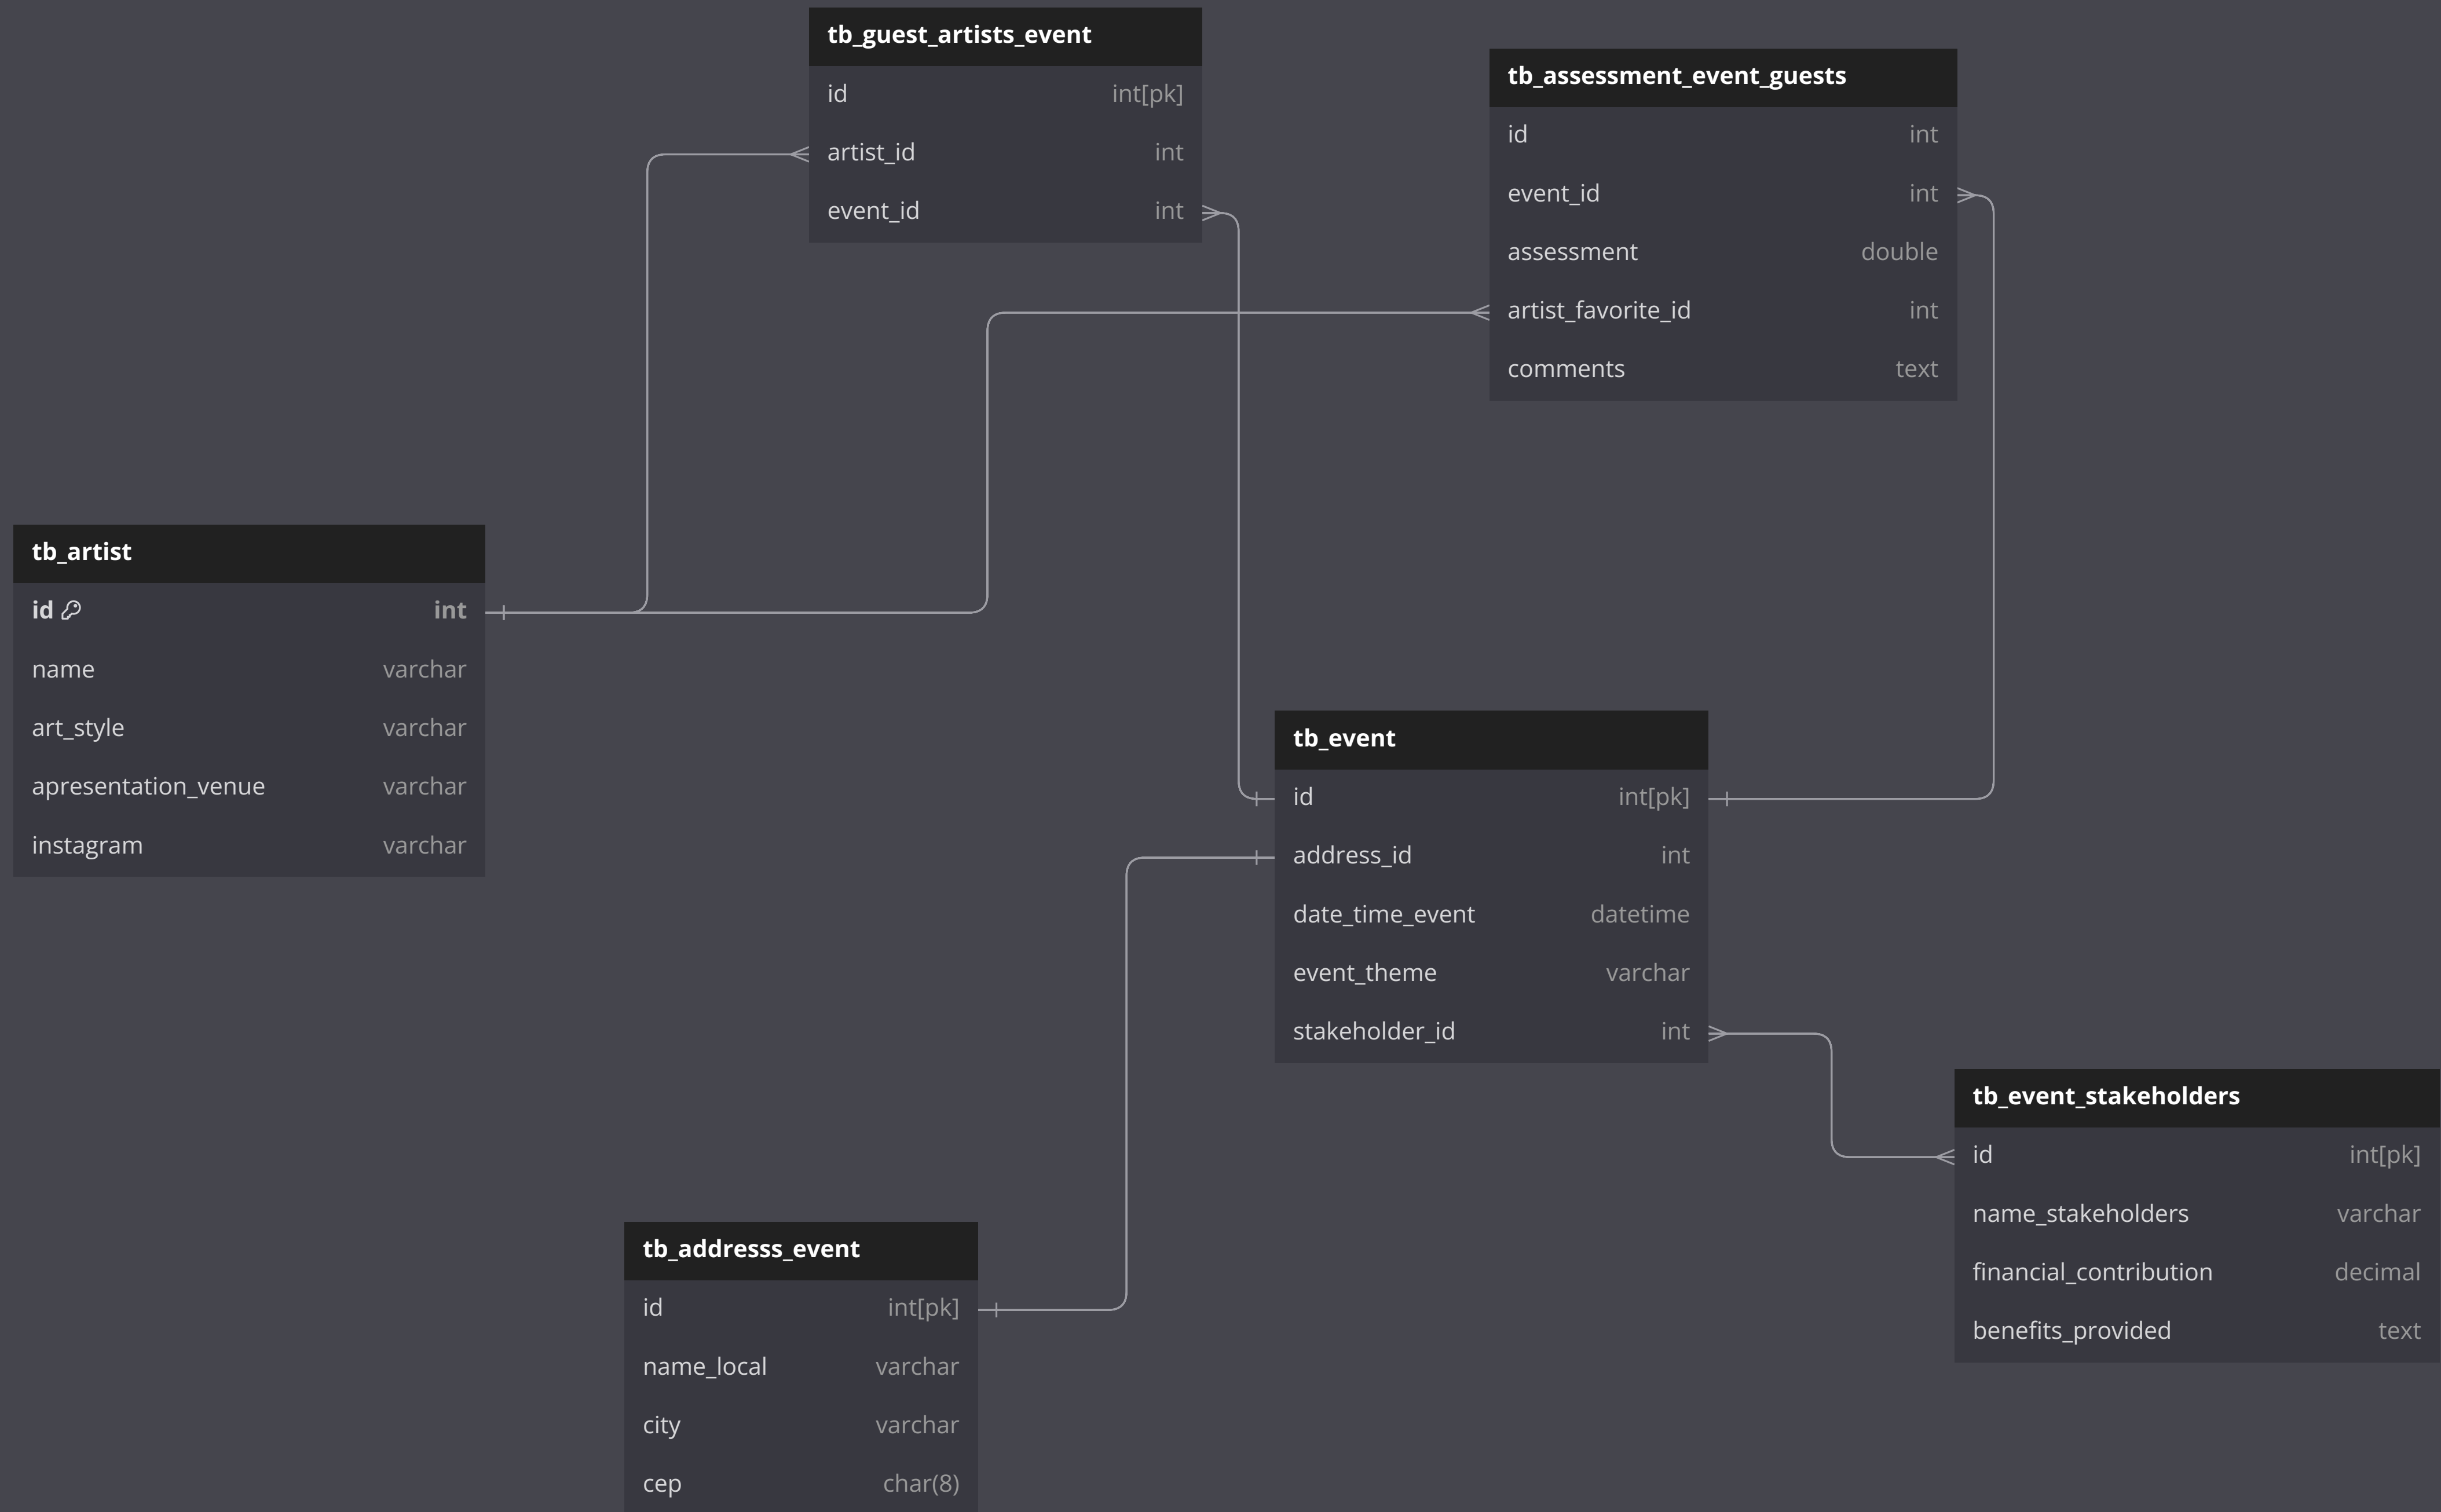 tb_guest_artists_event
id int[pk]
artist_id int
event_id int
tb_assessment_event_guests
id int
event_id int
assessment double
artist_favorite_id int
comments text
tb_artist
id int
name varchar
art_style varchar
apresentation_venue varchar
instagram varchar
tb_event
id int[pk]
address_id int
date_time_event datetime
event_theme varchar
stakeholder_id int
tb_event_stakeholders
id int[pk]
name_stakeholders varchar
financial_contribution decimal
benefits_provided text
tb_addresss_event
id int[pk]
name_local varchar
city varchar
cep char(8)